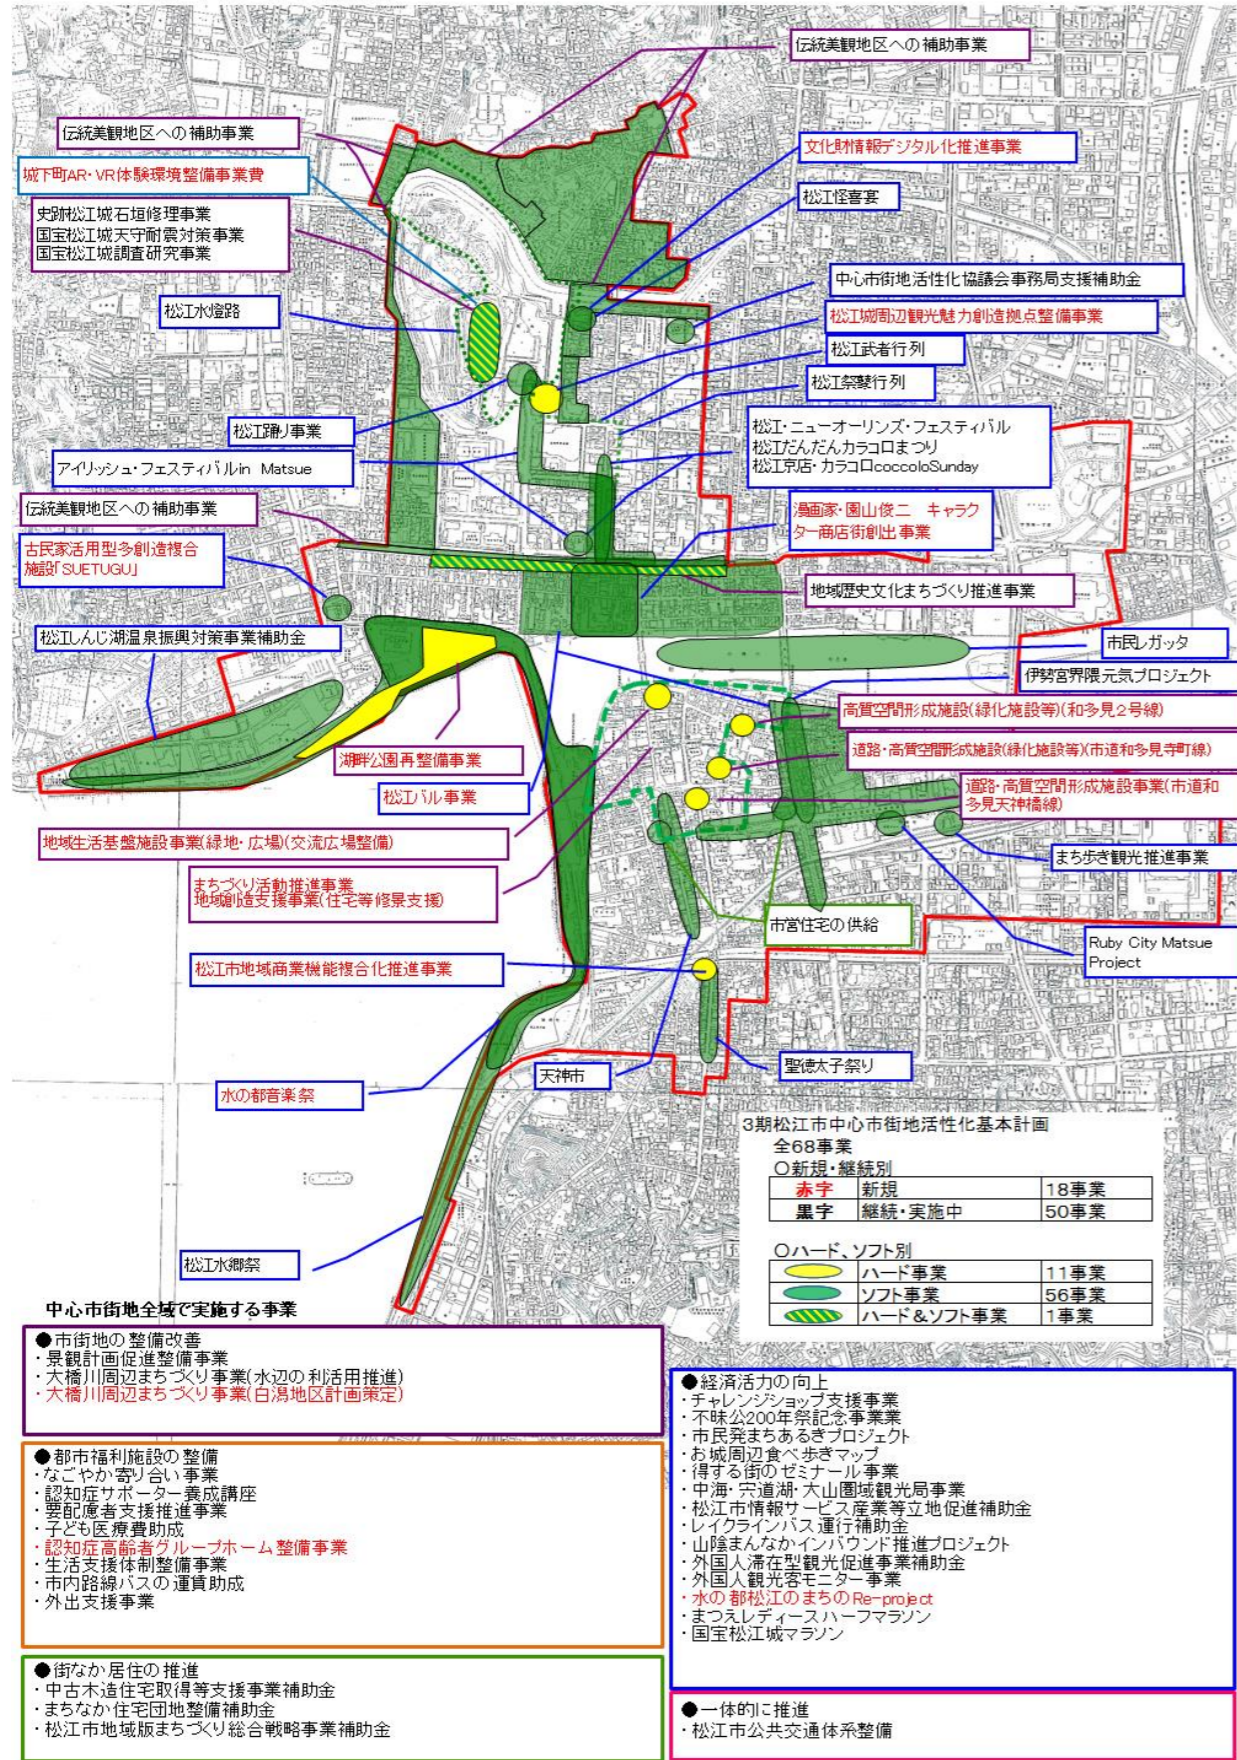 伝統美観地区への補助事業
伝統美観地区への補助事業
城下町AR・VR体験環境整備事業費
史跡松江城石垣修理事業
国宝松江城天守耐震対策事業
国宝松江城調査研究事業
松江水燈路
文化財情報デジタル化推進事業
松江怪喜宴
中心市街地活性化協議会事務局支援補助金
松江城周辺観光魅力創造拠点整備事業
松江武者行列
松江祭鼕行列
松江踊り事業
アイリッシュ・フェスティバルin Matsue
松江・ニューオーリンズ・フェスティバル
松江だんだんカラコロまつり
松江京店・カラコロcoccoloSunday
伝統美観地区への補助事業
漫画家・園山俊二 キャラク
ター商店街創出事業
古民家活用型多創造複合
施設「SUETUGU」
地域歴史文化まちづくり推進事業
松江しんじ湖温泉振興対策事業補助金
市民レガッタ
伊勢宮界隈元気プロジェクト
高質空間形成施設(緑化施設等)(和多見2号線)
道路・高質空間形成施設(緑化施設等)(市道和多見寺町線)
湖畔公園再整備事業
道路・高質空間形成施設事業(市道和
多見天神橋線)
松江バル事業
地域生活基盤施設事業(緑地・広場)(交流広場整備)
まち歩き観光推進事業
まちづくり活動推進事業
地域創造支援事業(住宅等修景支援)
市営住宅の供給
Ruby City Matsue
Project
松江市地域商業機能複合化推進事業
天神市
聖徳太子祭り
水の都音楽祭
松江水郷祭
3期松江市中心市街地活性化基本計画
全68事業
○新規・継続別
赤字 新規 18事業
黒字 継続・実施中 50事業
○ハード、ソフト別
ハード事業 11事業
ソフト事業 56事業
ハード&ソフト事業 1事業
中心市街地全域で実施する事業
●市街地の整備改善
・景観計画促進整備事業
・大橋川周辺まちづくり事業(水辺の利活用推進)
・大橋川周辺まちづくり事業(白潟地区計画策定)
●都市福利施設の整備
・なごやか寄り合い事業
・認知症サポーター養成講座
・要配慮者支援推進事業
・子ども医療費助成
・認知症高齢者グループホーム整備事業
・生活支援体制整備事業
・市内路線バスの運賃助成
・外出支援事業
●街なか居住の推進
・中古木造住宅取得等支援事業補助金
・まちなか住宅団地整備補助金
・松江市地域版まちづくり総合戦略事業補助金
●経済活力の向上
・チャレンジショップ支援事業
・不昧公200年祭記念事業業
・市民発まちあるきプロジェクト
・お城周辺食べ歩きマップ
・得する街のゼミナール事業
・中海・宍道湖・大山圏域観光局事業
・松江市情報サービス産業等立地促進補助金
・レイクラインバス運行補助金
・山陰まんなかインバウンド推進プロジェクト
・外国人滞在型観光促進事業補助金
・外国人観光客モニター事業
・水の都松江のまちのRe-project
・まつえレディースハーフマラソン
・国宝松江城マラソン
●一体的に推進
・松江市公共交通体系整備